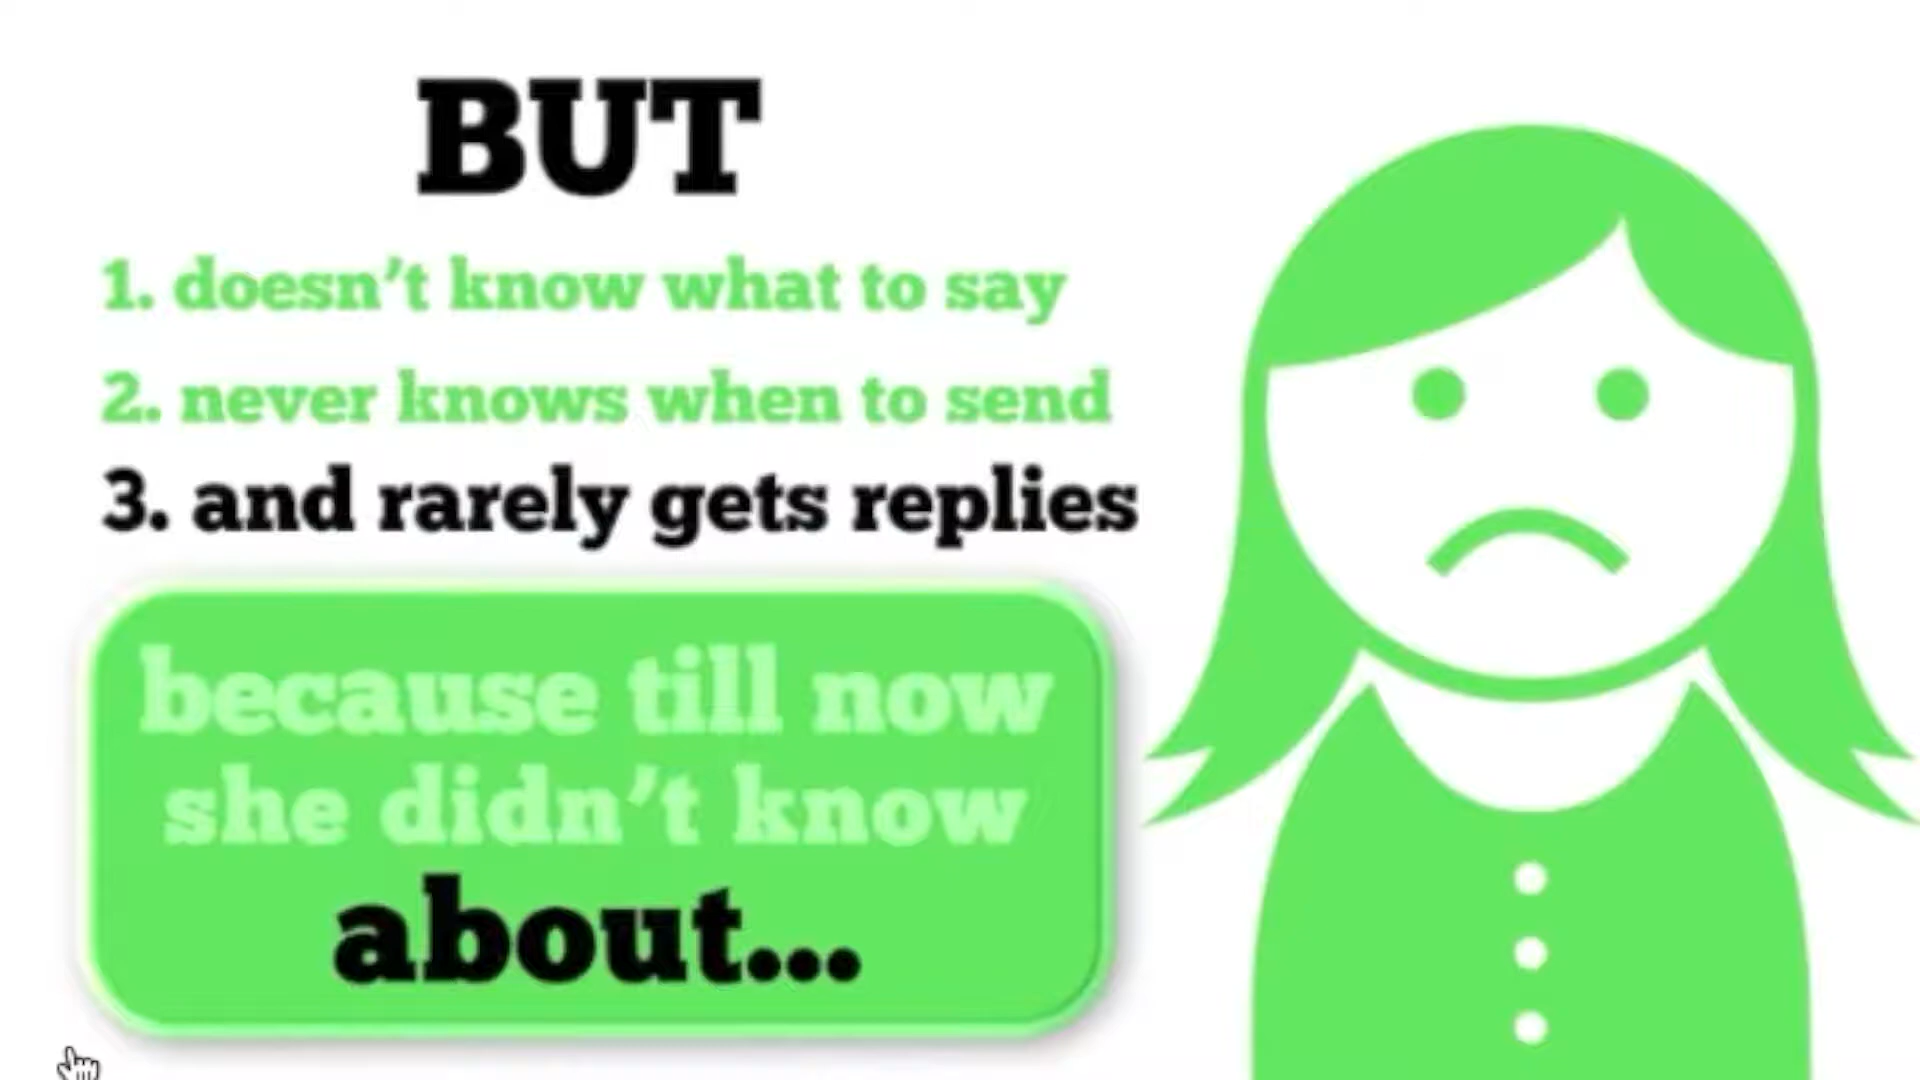 BUT
1. doesn't know what to say
2. never knows when to send
3. and rarely gets replies
because till now
she didn't know
about...